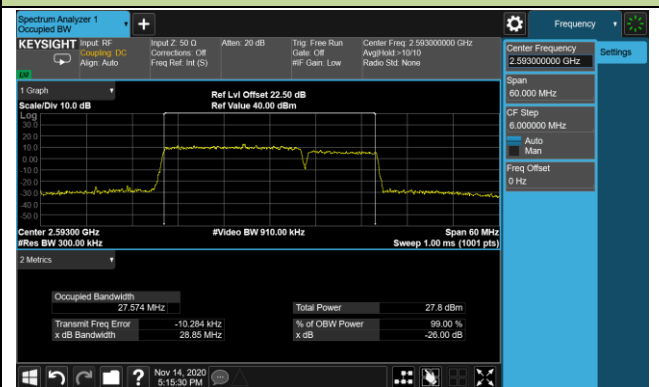 Spectrum Analyzer 1
Occupied BW
+
Frequency
KEYSIGHT
Input: RF
Coupling: DC
Align: Auto
Input Z: 50 Ω
Corrections: Off
Freq Ref: Int (S)
Atten: 20 dB
Trig: Free Run
Gate: Off
#IF Gain: Low
Center Freq: 2.593000000 GHz
Avg|Hold:>10/10
Radio Std: None
Center Frequency
2.593000000 GHz
Settings
Span
60.000 MHz
CF Step
6.000000 MHz
Auto
Man
Freq Offset
0 Hz
1 Graph
Scale/Div 10.0 dB
Ref Lvl Offset 22.50 dB
Ref Value 40.00 dBm
Log
30.0
20.0
10.0
0.00
-10.0
-20.0
-30.0
-40.0
-50.0
Center 2.59300 GHz
#Res BW 300.00 kHz
#Video BW 910.00 kHz
Span 60 MHz
Sweep 1.00 ms (1001 pts)
2 Metrics
Occupied Bandwidth
27.574 MHz
Total Power 27.8 dBm
Transmit Freq Error -10.284 kHz
% of OBW Power 99.00 %
x dB Bandwidth 28.85 MHz
x dB -26.00 dB
?
Nov 14, 2020
5:15:30 PM